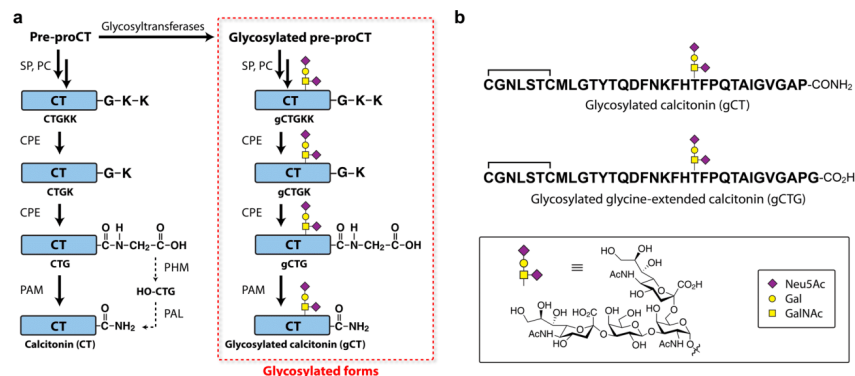 a
Pre-proCT
Glycosyltransferases
Glycosylated pre-proCT
SP, PC
SP, PC
CT
G-K-K
CTGKK
CT
G-K-K
gCTGKK
CPE
CPE
CT
G-K
CTGK
CT
G-K
gCTGK
CPE
CPE
CT
O
H
O
C-N-CH2
C
OH
CTG
CT
O
H
O
C-N-CH2
C
OH
gCTG
PAM
PHM
HO-CTG
PAL
PAM
CT
O
C
NH2
Calcitonin (CT)
CT
O
C
NH2
Glycosylated calcitonin (gCT)
Glycosylated forms
b
CGNLSTCMLGTYTQDFNKFHTFPQTAIGVGAP-CONH2
Glycosylated calcitonin (gCT)
CGNLSTCMLGTYTQDFNKFHTFPQTAIGVGAPG-CO2H
Glycosylated glycine-extended calcitonin (gCTG)
≡
HO
OH
OH
AcN
H
HO
O
CO2H
HO
OH
OH
HO2C
HO
OH
OH
O
HO
O
AcN
H
HO
O
O
OH
O
AcN
H
O
Neu5Ac
Gal
GalNAc